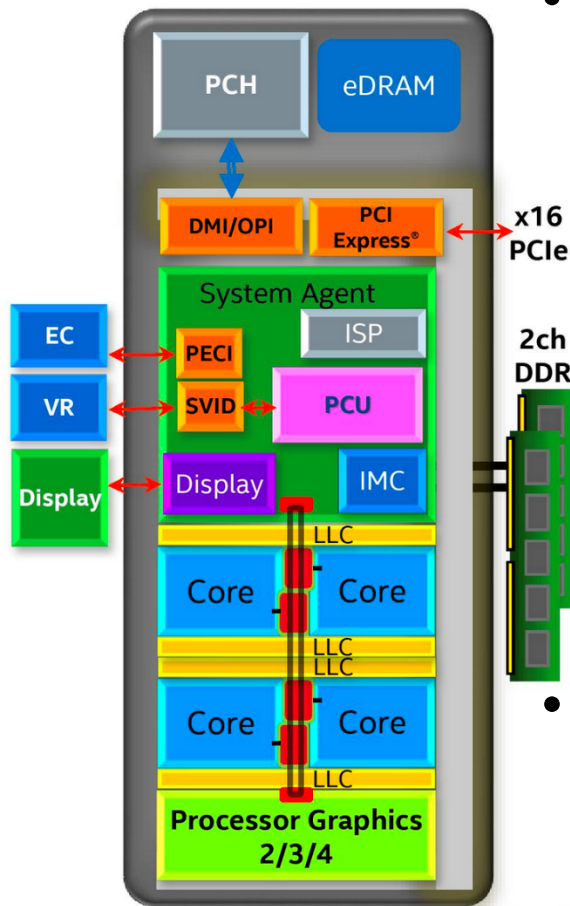 PCH
eDRAM
DMI/OPI
PCI
Express®
x16
PCIe
System Agent
ISP
EC
PECI
2ch
DDR
VR
SVID
PCU
Display
Display
IMC
LLC
Core
Core
LLC
LLC
Core
Core
LLC
Processor Graphics
2/3/4